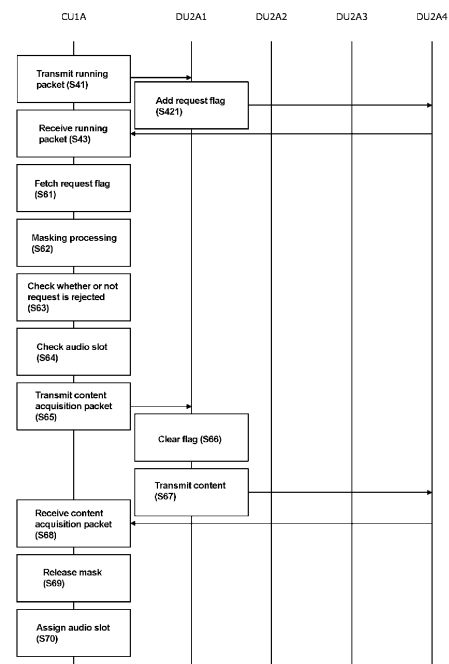 CU1A DU2A1 DU2A2 DU2A3 DU2A4
Transmit running
packet (S41)
Add request flag
(S421)
Receive running
packet (S43)
Fetch request flag
(S61)
Masking processing
(S62)
Check whether or not
request is rejected
(S63)
Check audio slot
(S64)
Transmit content
acquisition packet
(S65)
Clear flag (S66)
Transmit content
(S67)
Receive content
acquisition packet
(S68)
Release mask
(S69)
Assign audio slot
(S70)